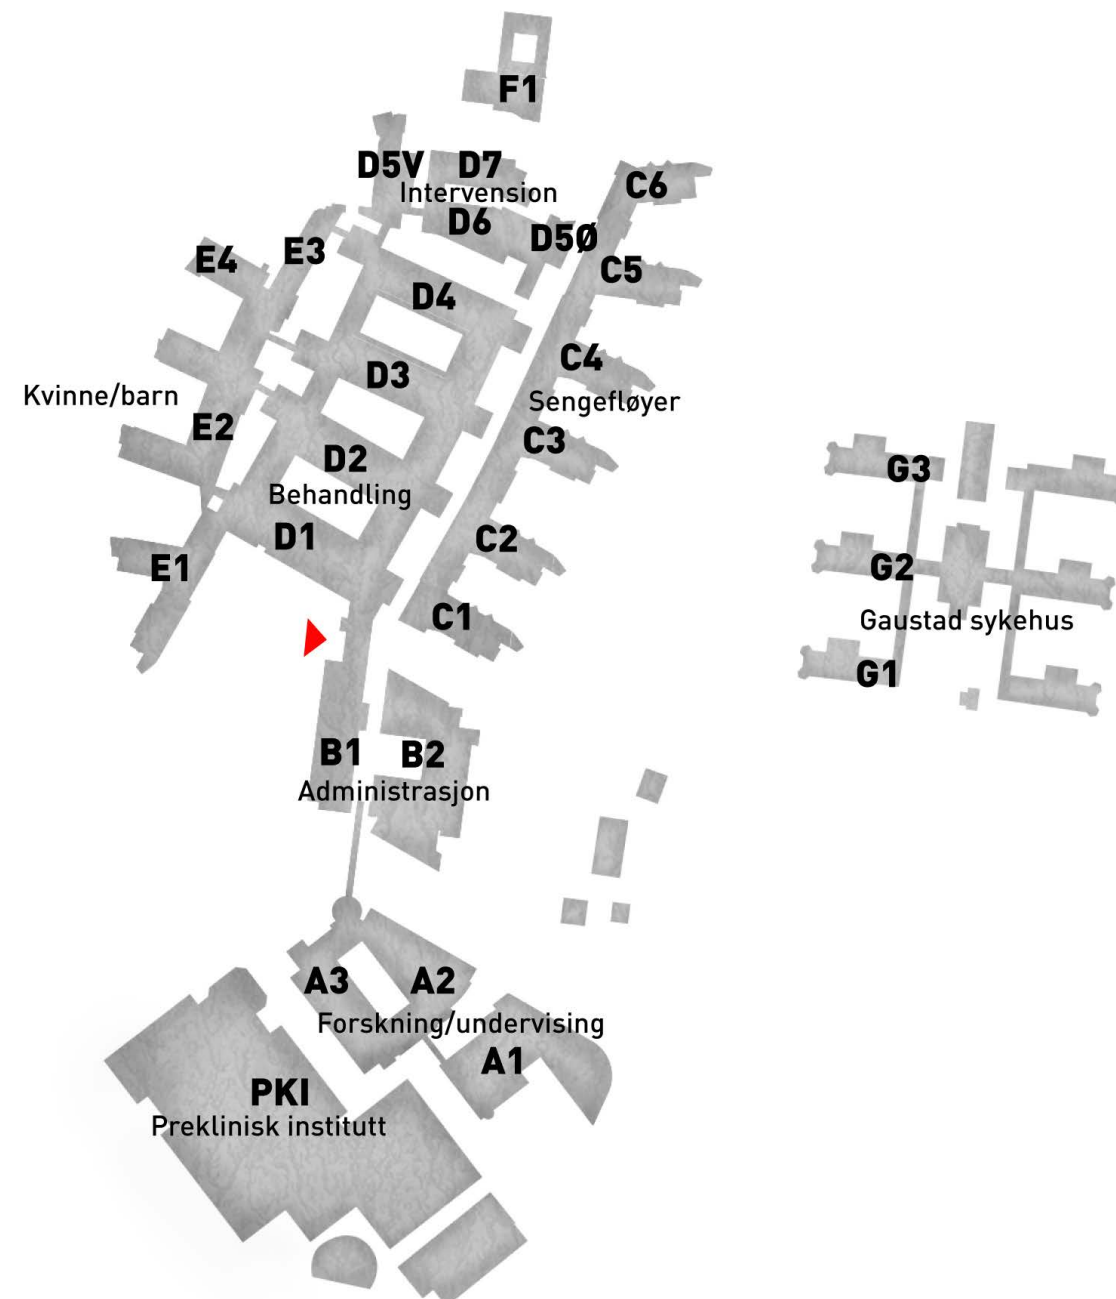 F1
D5V
D7
Intervension
C6
D6
D5Ø
E3
E4
C5
D4
C4
D3
Kvinne/barn
Sengefløyer
E2
C3
D2
G3
Behandling
D1
C2
E1
G2
C1
Gaustad sykehus
G1
B1
B2
Administrasjon
A3
A2
Forskning/undervising
A1
PKI
Preklinisk institutt